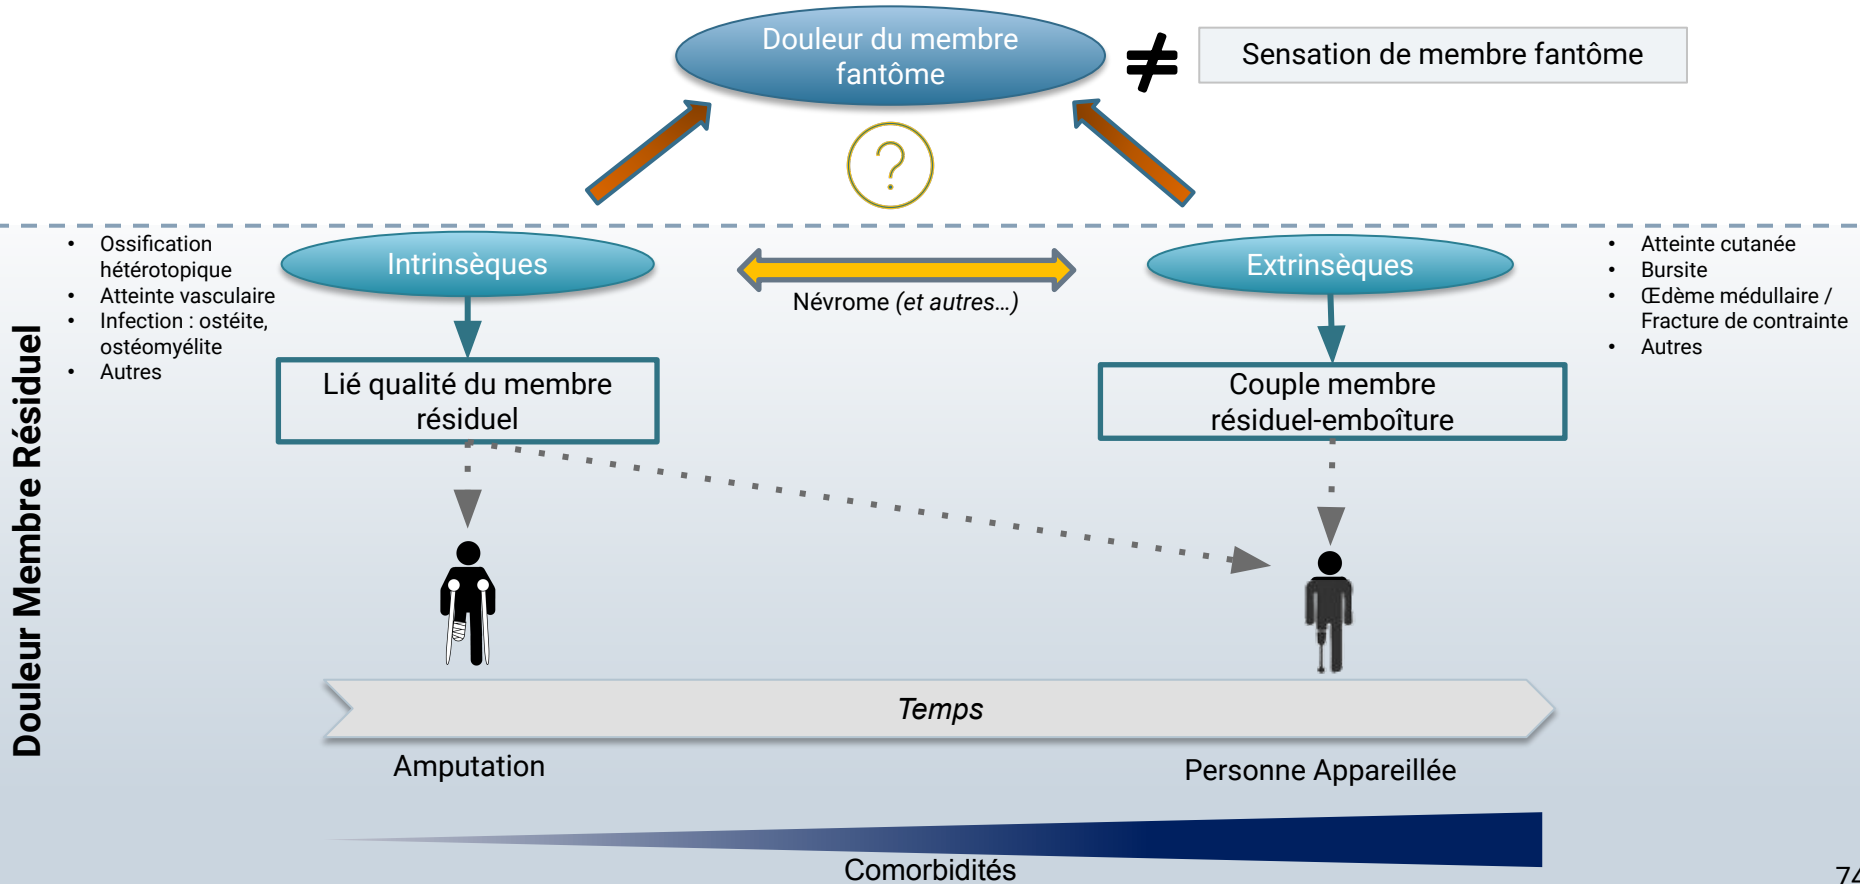 Douleur du membre
fantôme
≠
Sensation de membre fantôme
?
Douleur Membre Résiduel
• Ossification
hétérotopique
• Atteinte vasculaire
• Infection : ostéite,
ostéomyélite
• Autres
Intrinsèques
Névrome (et autres…)
Extrinsèques
• Atteinte cutanée
• Bursite
• Œdème médullaire /
Fracture de contrainte
• Autres
Lié qualité du membre
résiduel
Couple membre
résiduel-emboîture
Temps
Amputation
Personne Appareillée
Comorbidités
74